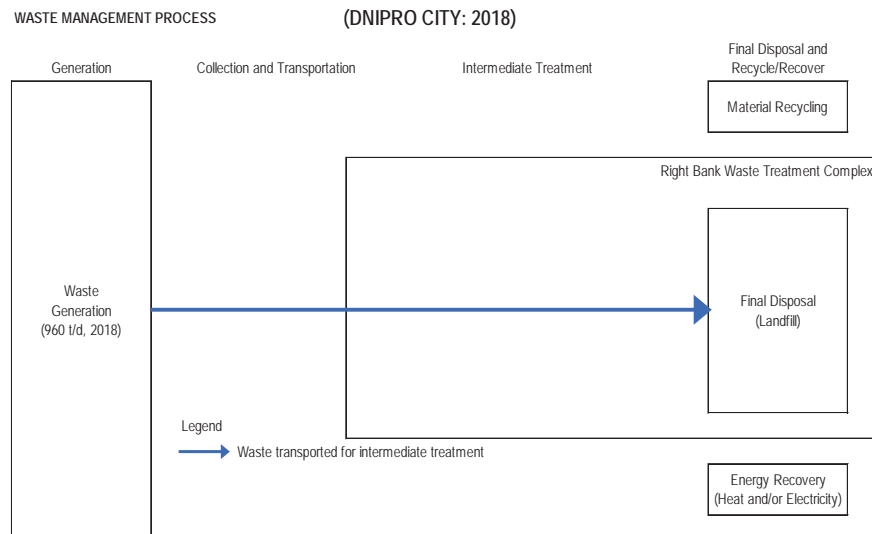 WASTE MANAGEMENT PROCESS
(DNIPRO CITY: 2018)
Generation
Collection and Transportation
Intermediate Treatment
Final Disposal and
Recycle/Recover
Material Recycling
Right Bank Waste Treatment Complex
Waste
Generation
(960 t/d, 2018)
Final Disposal
(Landfill)
Legend
Waste transported for intermediate treatment
Energy Recovery
(Heat and/or Electricity)